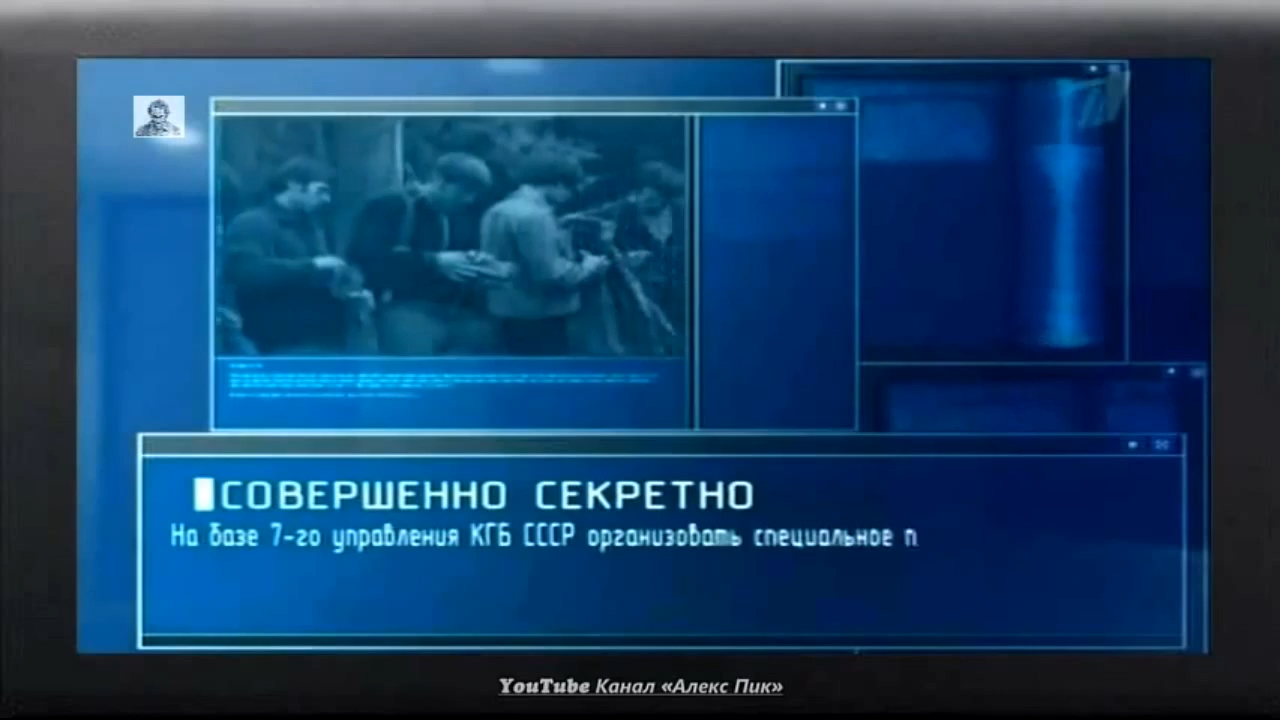 СОВЕРШЕННО СЕКРЕТНО
На базе 7-го управления КГБ СССР организовать специальное п
YouTube Канал «Алекс Пик»